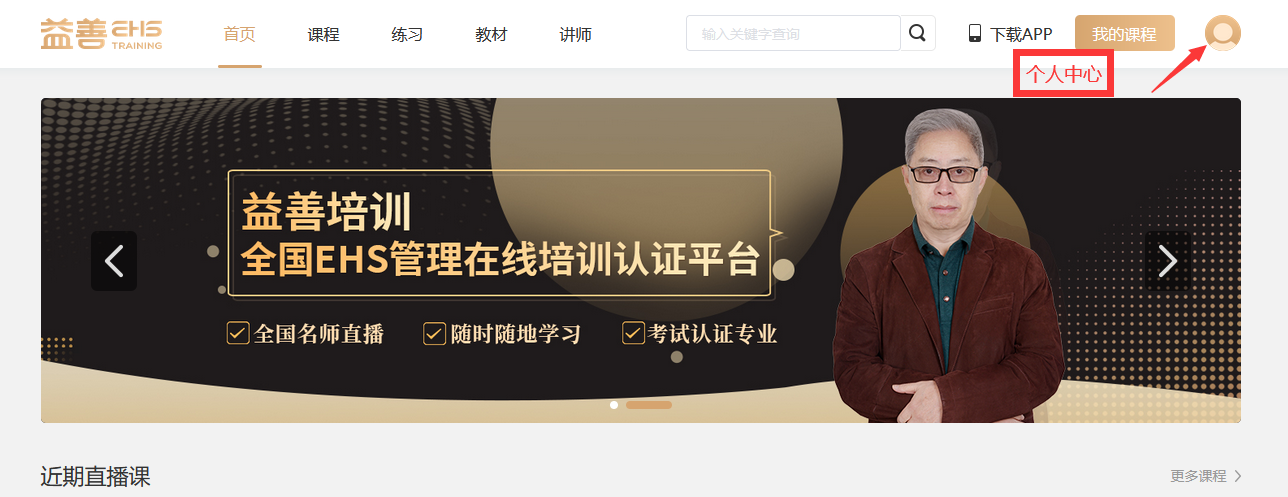 益善 EHS TRAINING
首页 课程 练习 教材 讲师 输入关键字查询 下载APP 我的课程
个人中心
益善培训
全国EHS管理在线培训认证平台
全国名师直播 随时随地学习 考试认证专业
近期直播课 更多课程